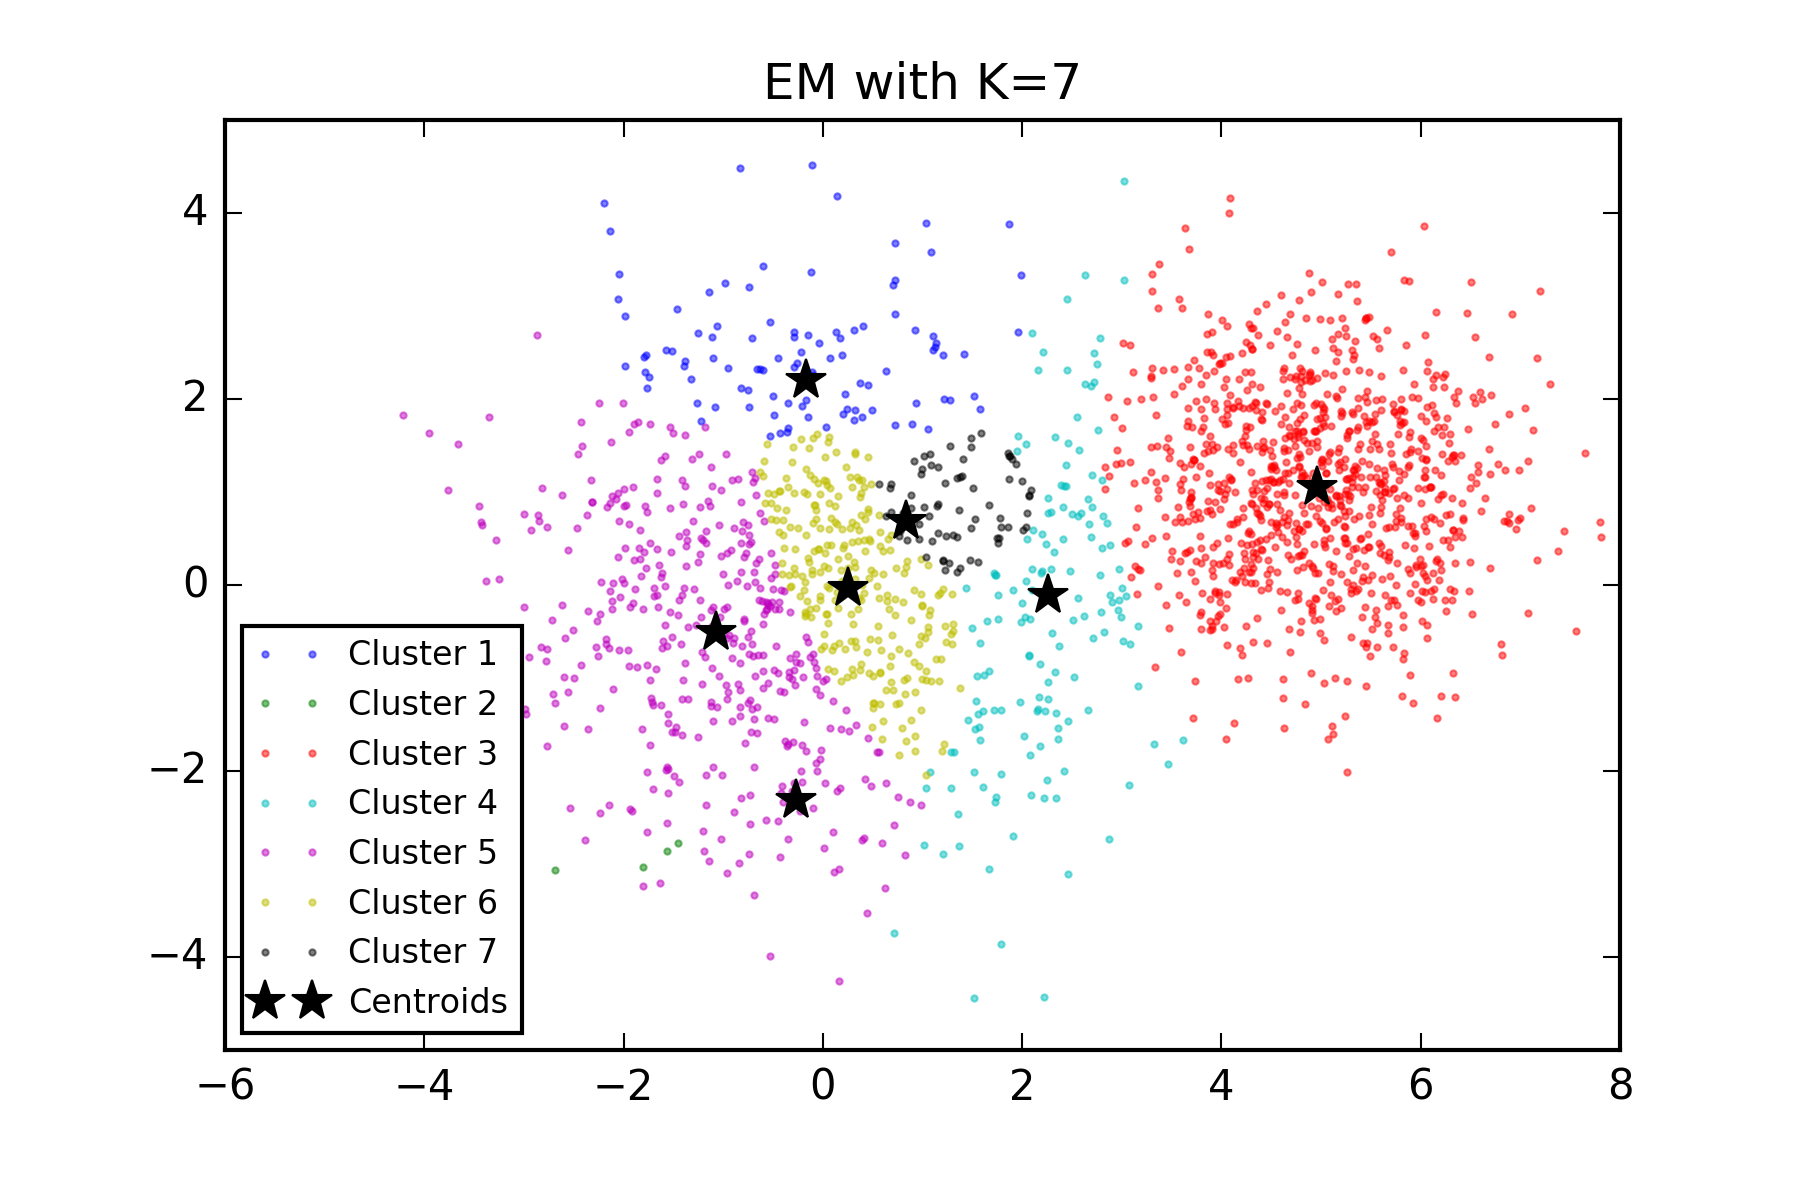 EM with K=7
4
2
0
−2
−4
Cluster 1
Cluster 2
Cluster 3
Cluster 4
Cluster 5
Cluster 6
Cluster 7
Centroids
−6 −4 −2 0 2 4 6 8